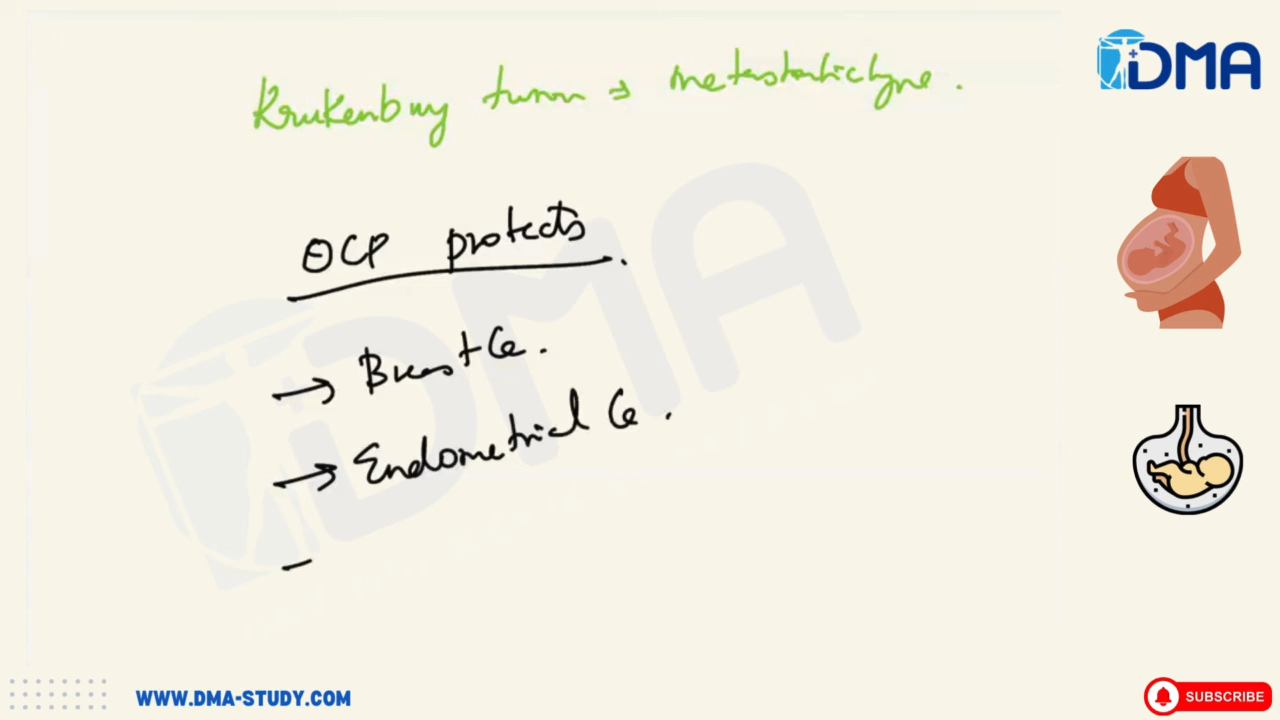 DMA
Krukenburg tumor → metastatic type.
OCP protects.
→ Breast Ca.
→ Endometrial Ca.
–
WWW.DMA-STUDY.COM
SUBSCRIBE